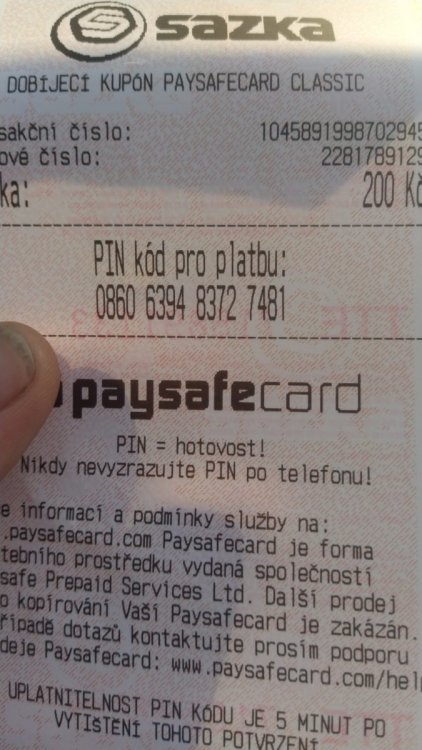 sazka
DOBÍJECÍ KUPÓN PAYSAFECARD CLASSIC
sakční číslo: 1045891998702945
ové číslo: 2281789129
ka: 200 Kč
PIN kód pro platbu:
0860 6394 8372 7481
paysafecard
PIN = hotovost!
Nikdy nevyzrazujte PIN po telefonu!
e informací a podmínky služby na:
.paysafecard.com Paysafecard je forma
tebního prostředku vydaná společností
safe Prepaid Services Ltd. Další prodej
o kopírování Vaší Paysafecard je zakázán.
řípadě dotazů kontaktujte prosím podporu
deje Paysafecard: www.paysafecard.com/hel
UPLATNITELNOST PIN KÓDU JE 5 MINUT PO
VYTIŠTĚNÍ TOHOTO POTVRZENÍ